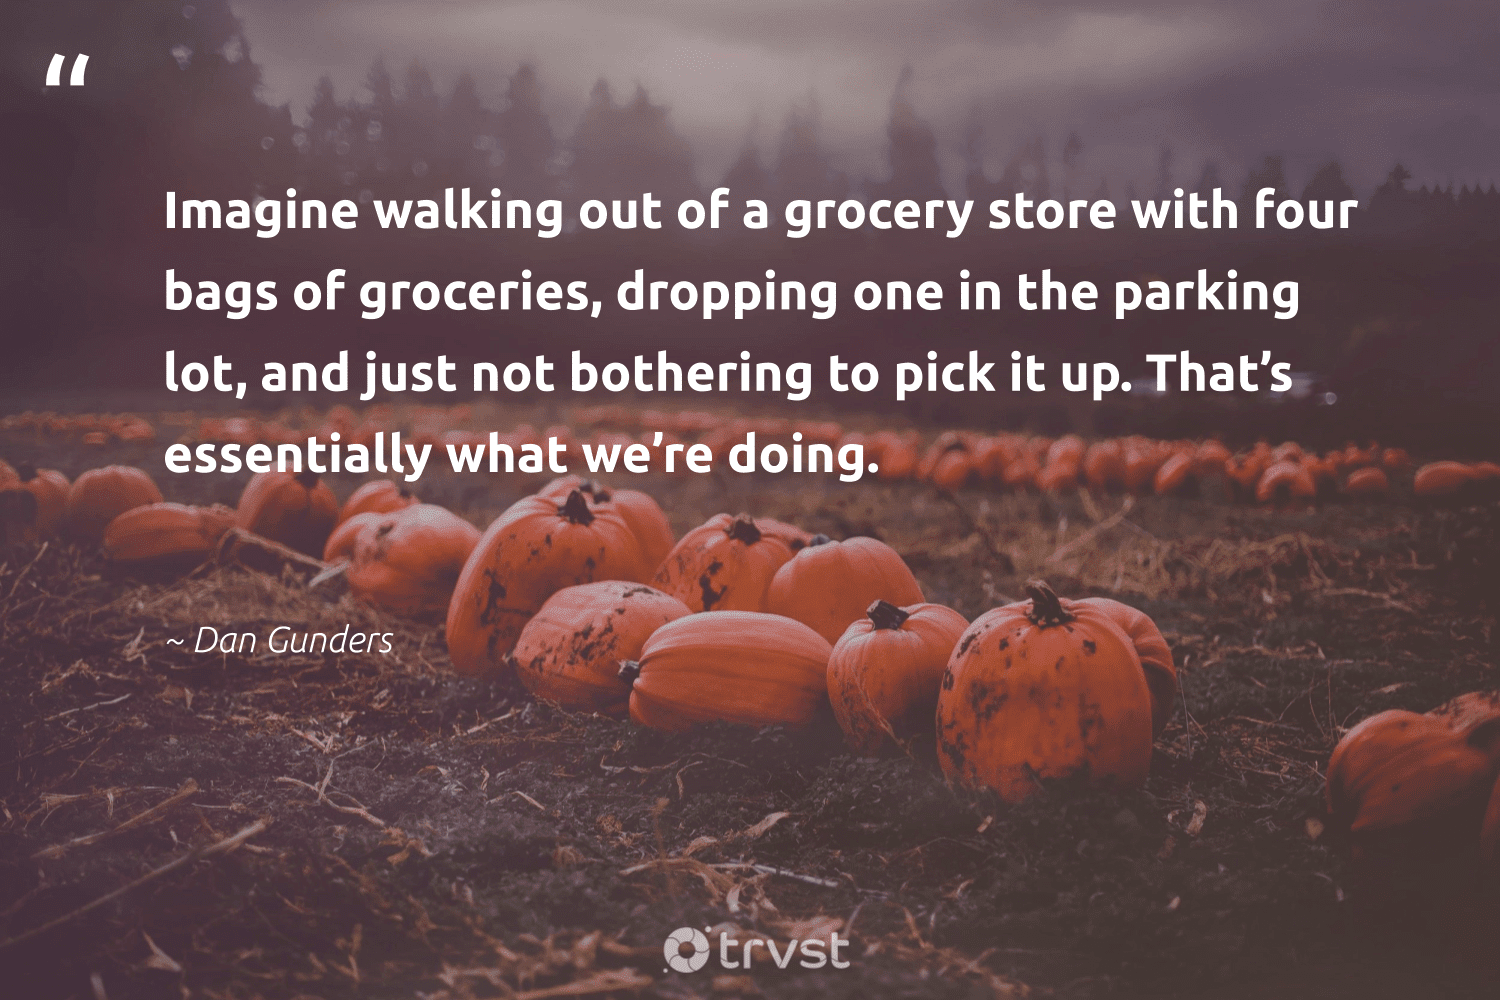 “
Imagine walking out of a grocery store with four
bags of groceries, dropping one in the parking
lot, and just not bothering to pick it up. That’s
essentially what we’re doing.
~ Dan Gunders
trvst